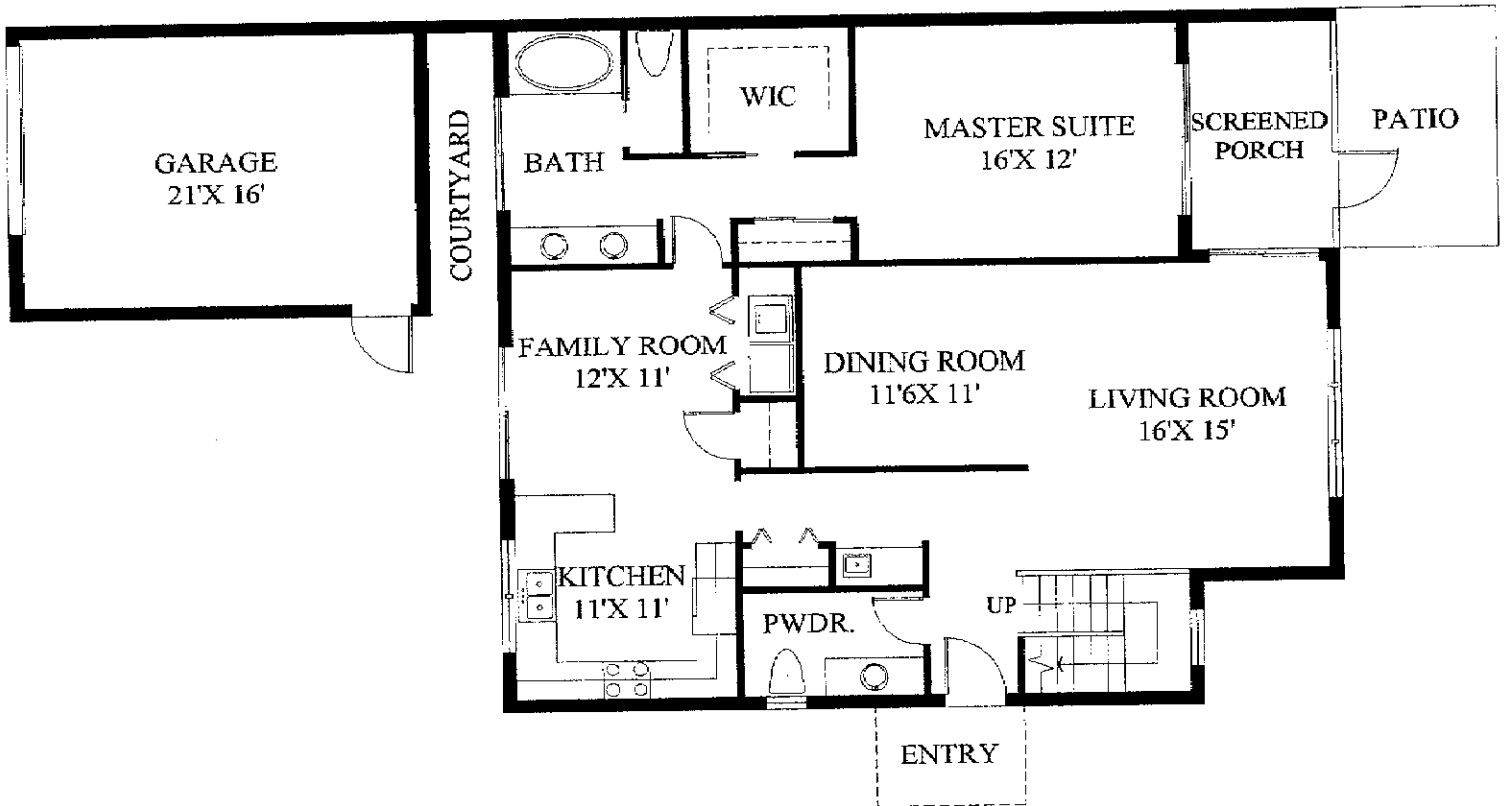 GARAGE
21'X 16'
COURTYARD
BATH
WIC
MASTER SUITE
16'X 12'
SCREENED
PORCH
PATIO
FAMILY ROOM
12'X 11'
DINING ROOM
11'6X 11'
LIVING ROOM
16'X 15'
KITCHEN
11'X 11'
PWDR.
UP
ENTRY